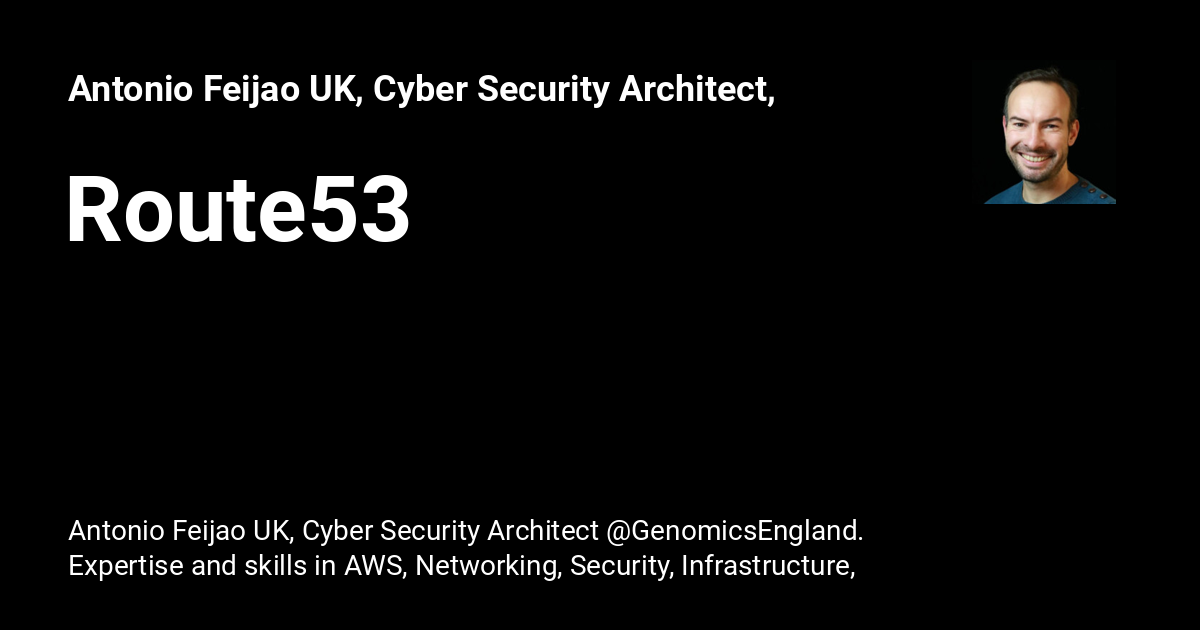 Antonio Feijao UK, Cyber Security Architect,
Route53
Antonio Feijao UK, Cyber Security Architect @GenomicsEngland.
Expertise and skills in AWS, Networking, Security, Infrastructure,